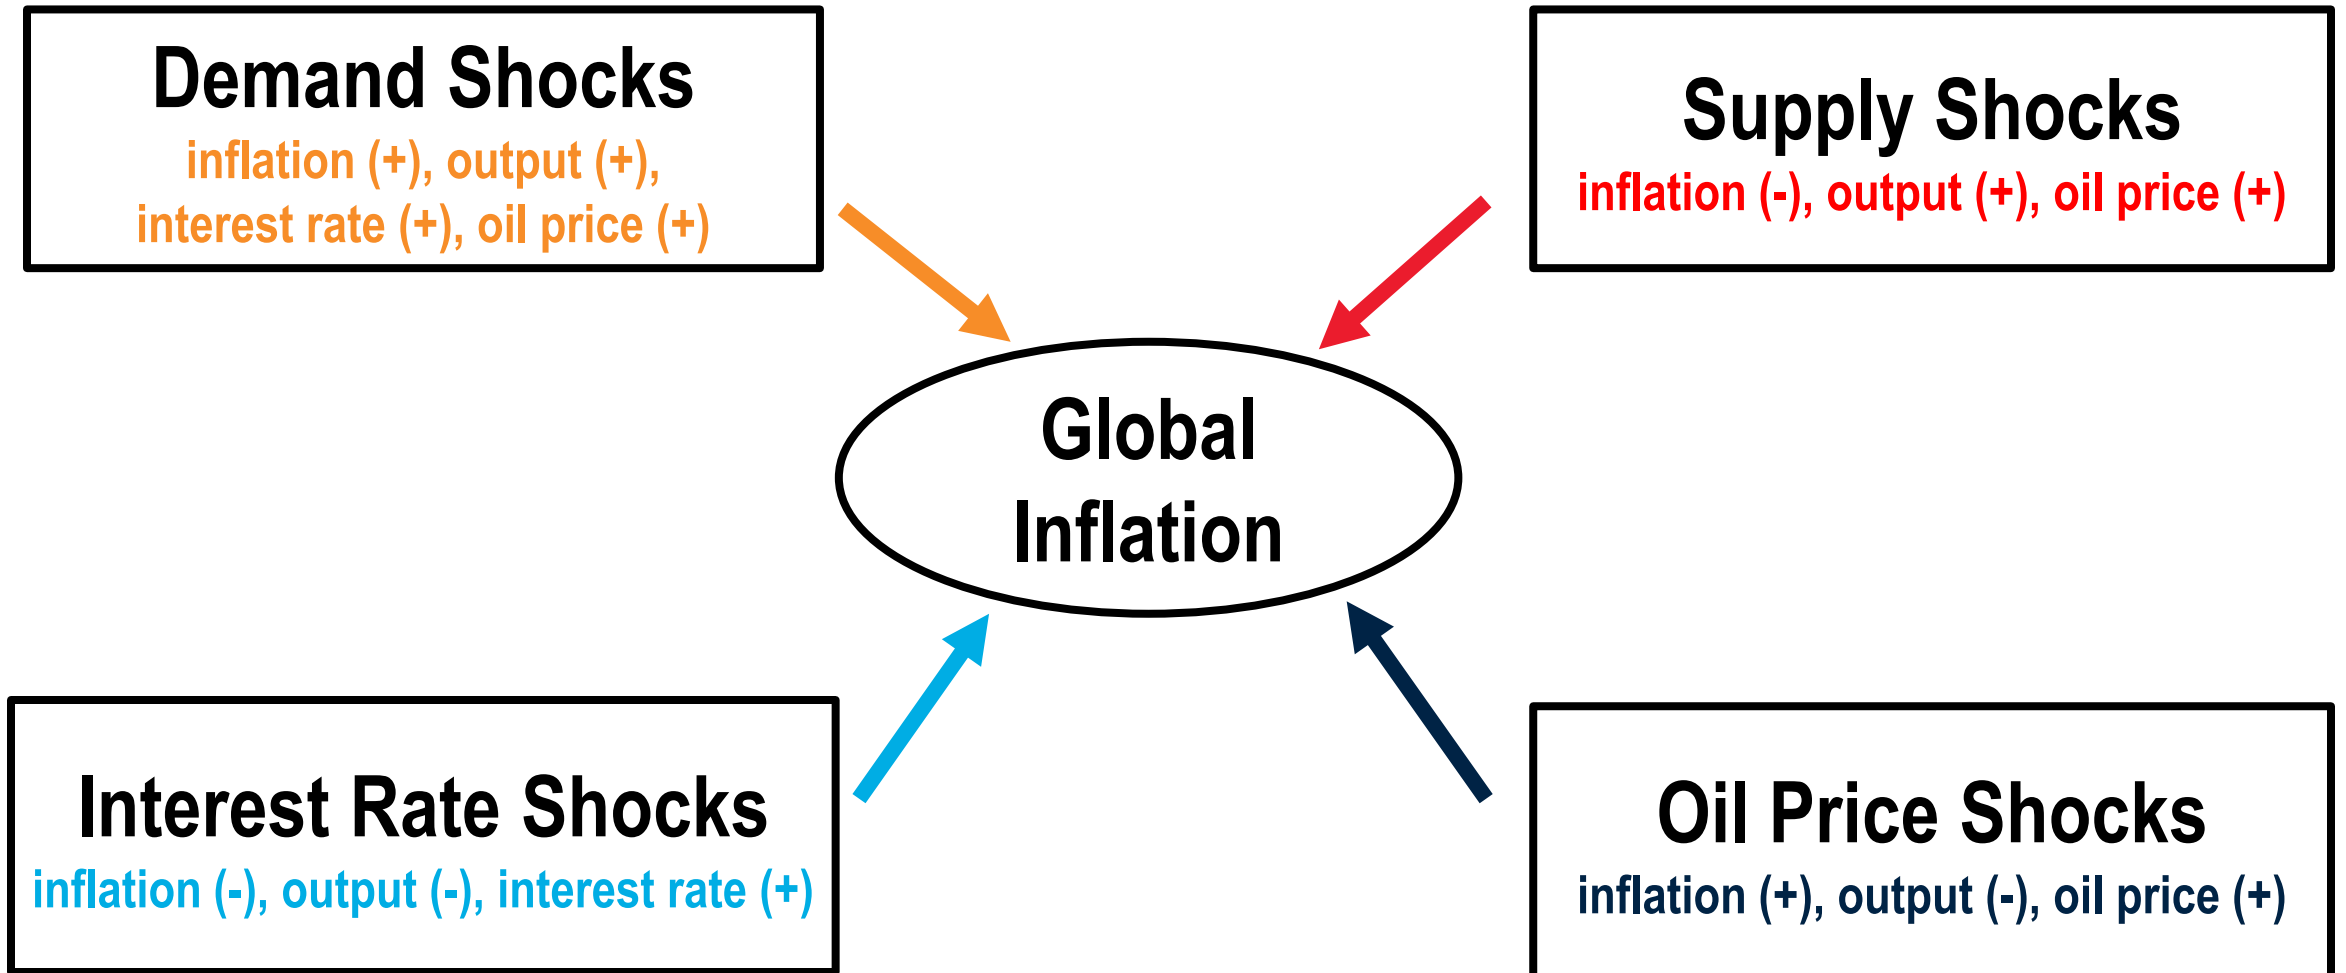 Demand Shocks
inflation (+), output (+),
interest rate (+), oil price (+)
Supply Shocks
inflation (-), output (+), oil price (+)
Global
Inflation
Interest Rate Shocks
inflation (-), output (-), interest rate (+)
Oil Price Shocks
inflation (+), output (-), oil price (+)